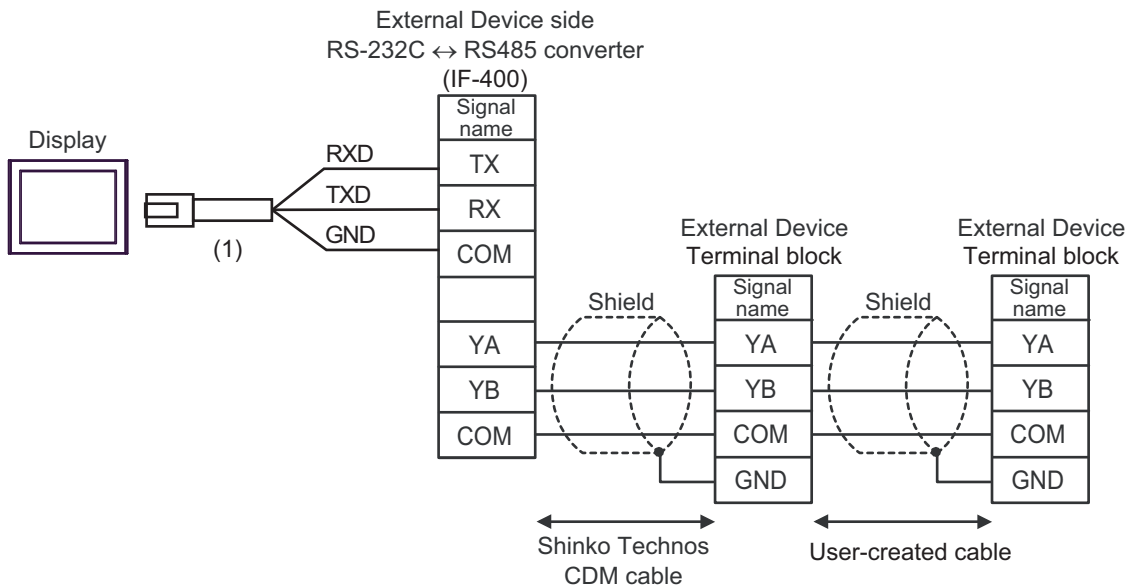 External Device side
RS-232C ↔ RS485 converter
(IF-400)
Signal
name
Display
RXD
TX
TXD
RX
GND
COM
(1)
YA
YB
COM
External Device
Terminal block
Signal
name
Shield
YA
YB
COM
GND
External Device
Terminal block
Signal
name
Shield
YA
YB
COM
GND
Shinko Technos
CDM cable
User-created cable